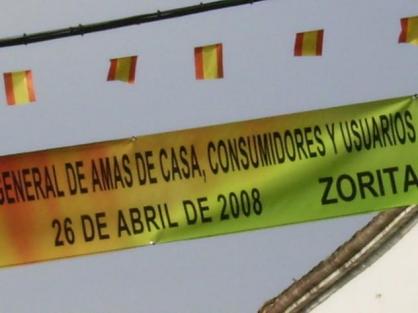 GENERAL DE AMAS DE CASA, CONSUMIDORES Y USUARIOS
26 DE ABRIL DE 2008
ZORITA